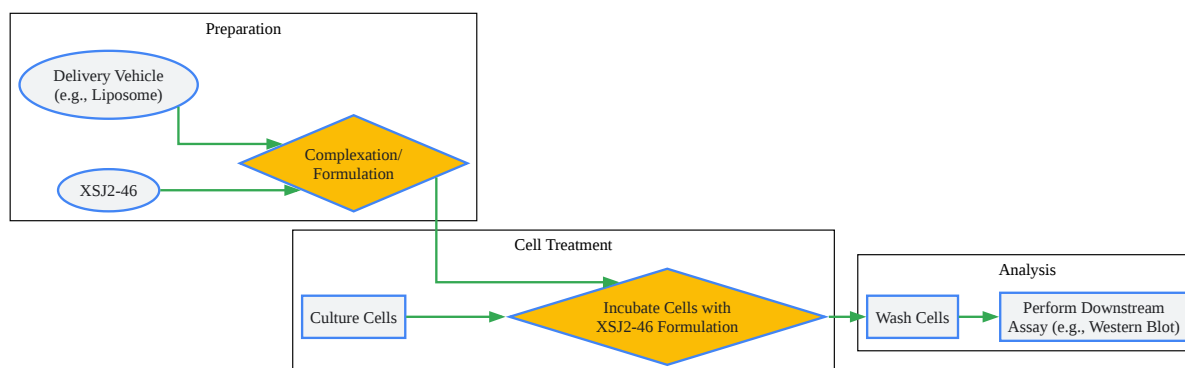 Preparation
Delivery Vehicle
(e.g., Liposome)
XSJ2-46
Complexation/
Formulation
Cell Treatment
Culture Cells
Incubate Cells with
XSJ2-46 Formulation
Analysis
Wash Cells
Perform Downstream
Assay (e.g., Western Blot)